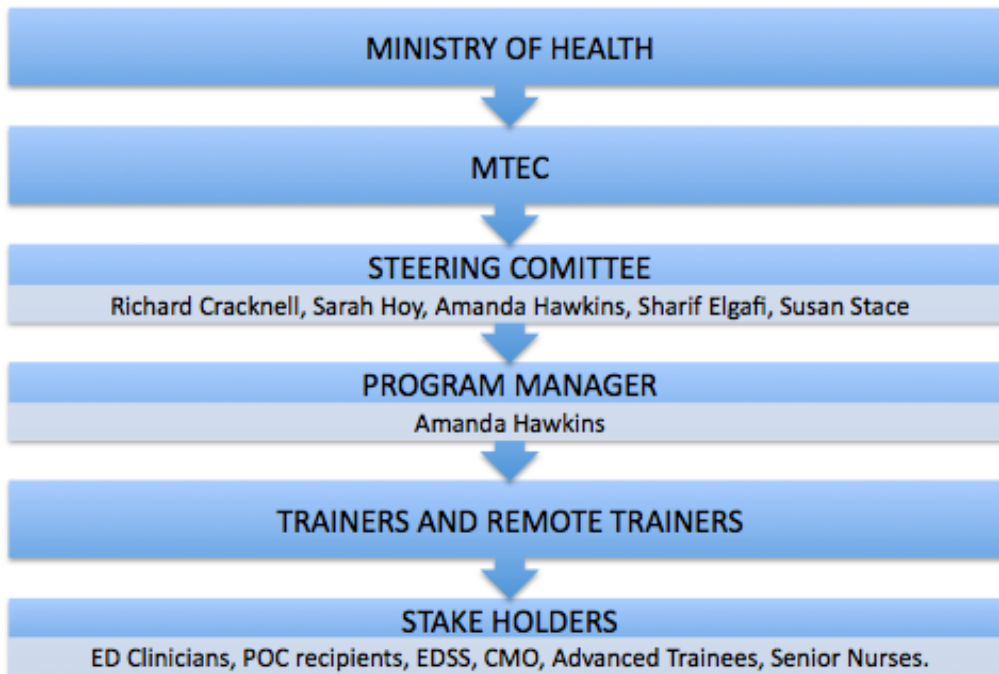 MINISTRY OF HEALTH
MTEC
STEERING COMITTEE
Richard Cracknell, Sarah Hoy, Amanda Hawkins, Sharif Elgafi, Susan Stace
PROGRAM MANAGER
Amanda Hawkins
TRAINERS AND REMOTE TRAINERS
STAKE HOLDERS
ED Clinicians, POC recipients, EDSS, CMO, Advanced Trainees, Senior Nurses.